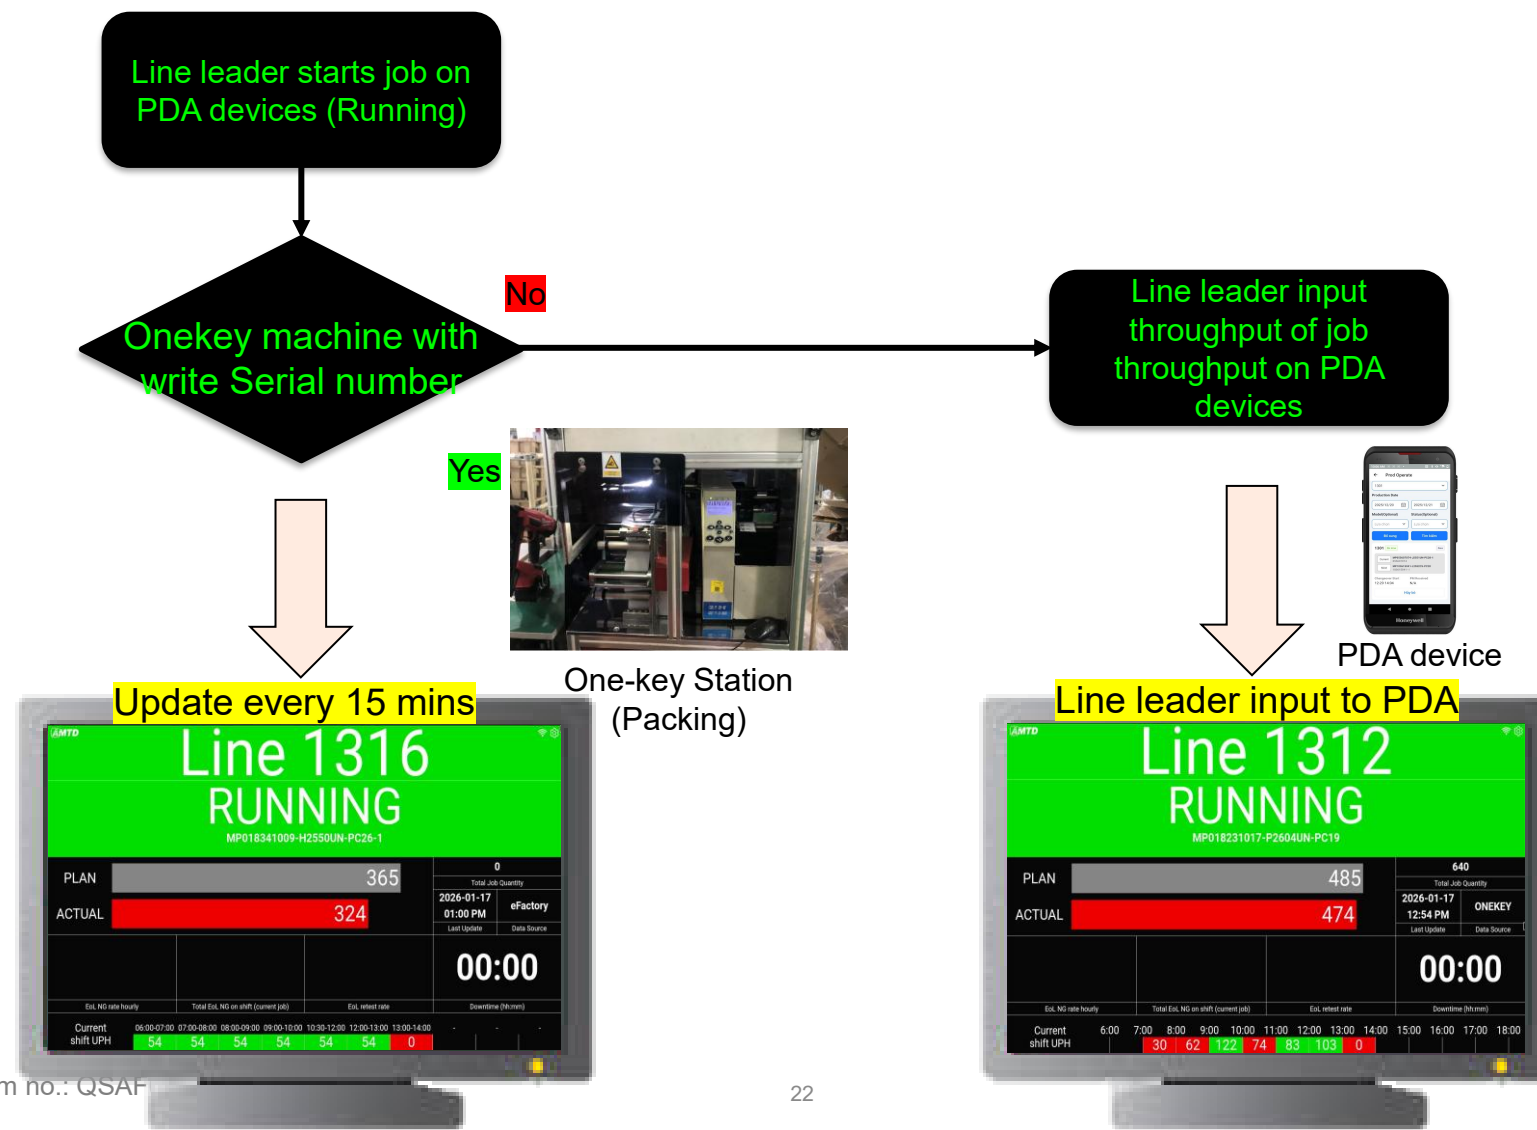 Line leader starts job on
PDA devices (Running)
Onekey machine with
write Serial number
No
Yes
Line leader input
throughput of job
throughput on PDA
devices
One-key Station
(Packing)
PDA device
Prod Operate
Production Date
Honeywell
Update every 15 mins
AMTD
Line 1316
RUNNING
MP018341009-H2550UN-PC26-1
PLAN 365
ACTUAL 324
0
Total Job Quantity
2026-01-17
01:00 PM
Last Update
eFactory
Data Source
00:00
EoL NG rate hourly
Total EoL NG on shift (current job)
EoL retest rate
Downtime (hh:mm)
Current
shift UPH
06:00-07:00 07:00-08:00 08:00-09:00 09:00-10:00 10:30-12:00 12:00-13:00 13:00-14:00 - - -
54 54 54 54 54 54 0
Line leader input to PDA
AMTD
Line 1312
RUNNING
MP018231017-P2604UN-PC19
PLAN 485
ACTUAL 474
640
Total Job Quantity
2026-01-17
12:54 PM
Last Update
ONEKEY
Data Source
00:00
EoL NG rate hourly
Total EoL NG on shift (current job)
EoL retest rate
Downtime (hh:mm)
Current
shift UPH
6:00 7:00 8:00 9:00 10:00 11:00 12:00 13:00 14:00 15:00 16:00 17:00 18:00
30 62 122 74 83 103 0
m no.: QSAF
22